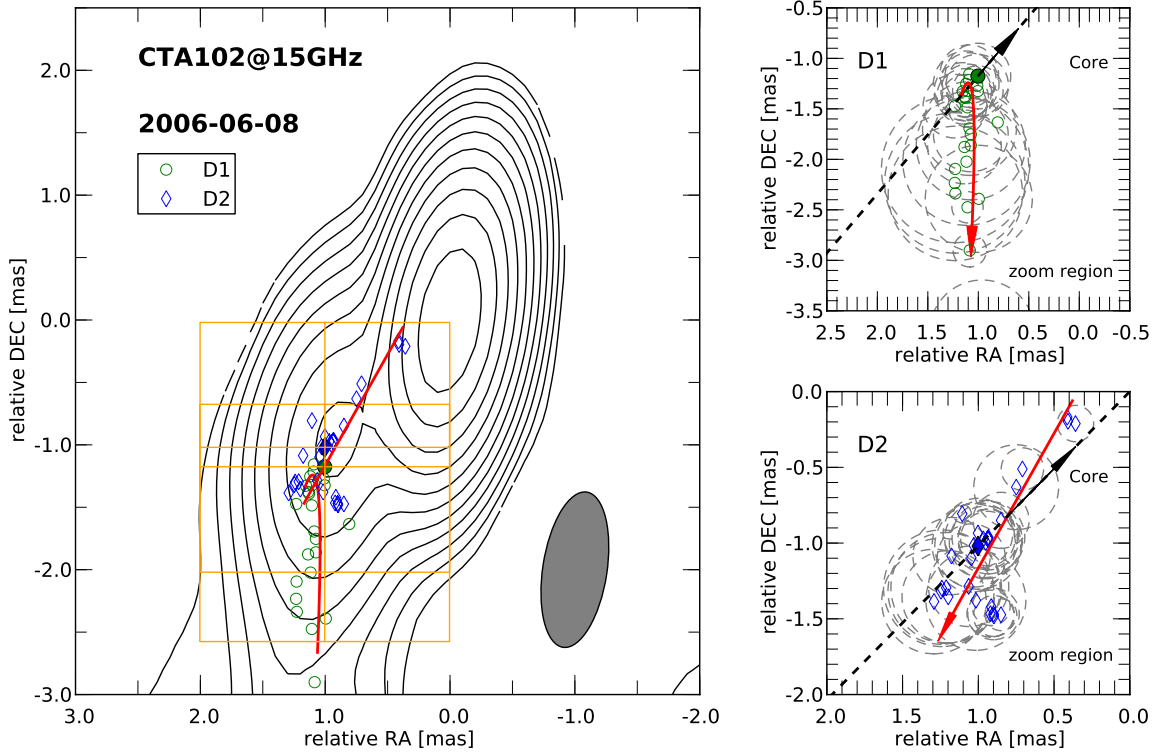 CTA102@15GHz
2006-06-08
D1
D2
2.0
1.0
0.0
-1.0
-2.0
-3.0
relative DEC [mas]
3.0 2.0 1.0 0.0 -1.0 -2.0
relative RA [mas]
D1
Core
zoom region
-0.5
-1.0
-1.5
-2.0
-2.5
-3.0
-3.5
relative DEC [mas]
2.5 2.0 1.5 1.0 0.5 0.0 -0.5
relative RA [mas]
D2
Core
zoom region
0.0
-0.5
-1.0
-1.5
-2.0
relative DEC [mas]
2.0 1.5 1.0 0.5 0.0
relative RA [mas]